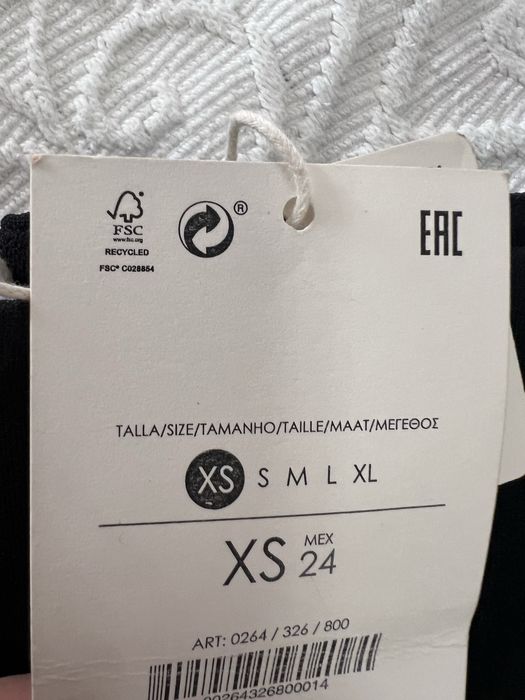 FSC
www.fsc.org
RECYCLED
FSC® C028854
®
EAC
TALLA/SIZE/TAMANHO/TAILLE/MAAT/ΜΕΓΕΘΟΣ
XS S M L XL
XS MEX 24
ART: 0264 / 326 / 800
00264326800014